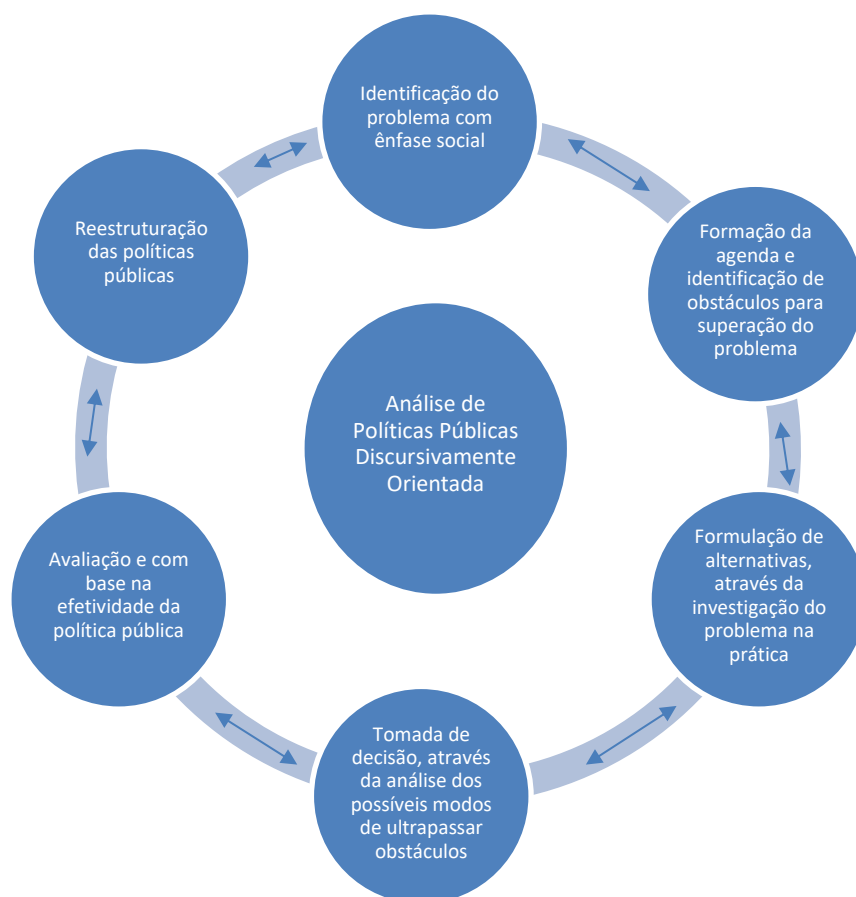 Identificação do
problema com
ênfase social
Formação da
agenda e
identificação de
obstáculos para
superação do
problema
Formulação de
alternativas,
através da
investigação do
problema na
prática
Tomada de
decisão, através
da análise dos
possíveis modos
de ultrapassar
obstáculos
Avaliação e com
base na
efetividade da
política pública
Reestruturação
das políticas
públicas
Análise de
Políticas Públicas
Discursivamente
Orientada